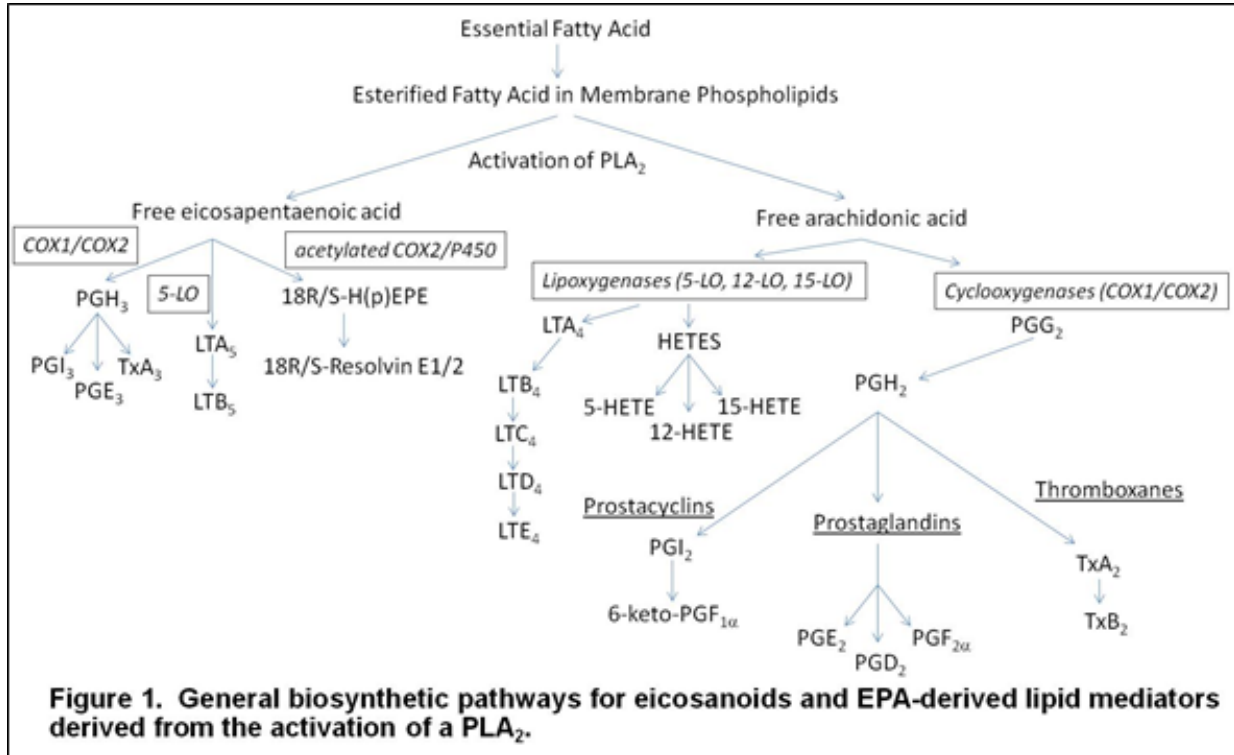 Essential Fatty Acid
Esterified Fatty Acid in Membrane Phospholipids
Activation of PLA₂
Free eicosapentaenoic acid
Free arachidonic acid
COX1/COX2
acetylated COX2/P450
5-LO
Lipoxygenases (5-LO, 12-LO, 15-LO)
Cyclooxygenases (COX1/COX2)
PGH₃
18R/S-H(p)EPE
LTA₅
18R/S-Resolvin E1/2
PGI₃
PGE₃
TxA₃
LTB₅
LTA₄
HETES
PGG₂
LTB₄
5-HETE
12-HETE
15-HETE
PGH₂
LTC₄
LTD₄
LTE₄
Prostacyclins
Prostaglandins
Thromboxanes
PGI₂
6-keto-PGF₁α
PGE₂
PGD₂
PGF₂α
TxA₂
TxB₂
Figure 1. General biosynthetic pathways for eicosanoids and EPA-derived lipid mediators
derived from the activation of a PLA₂.